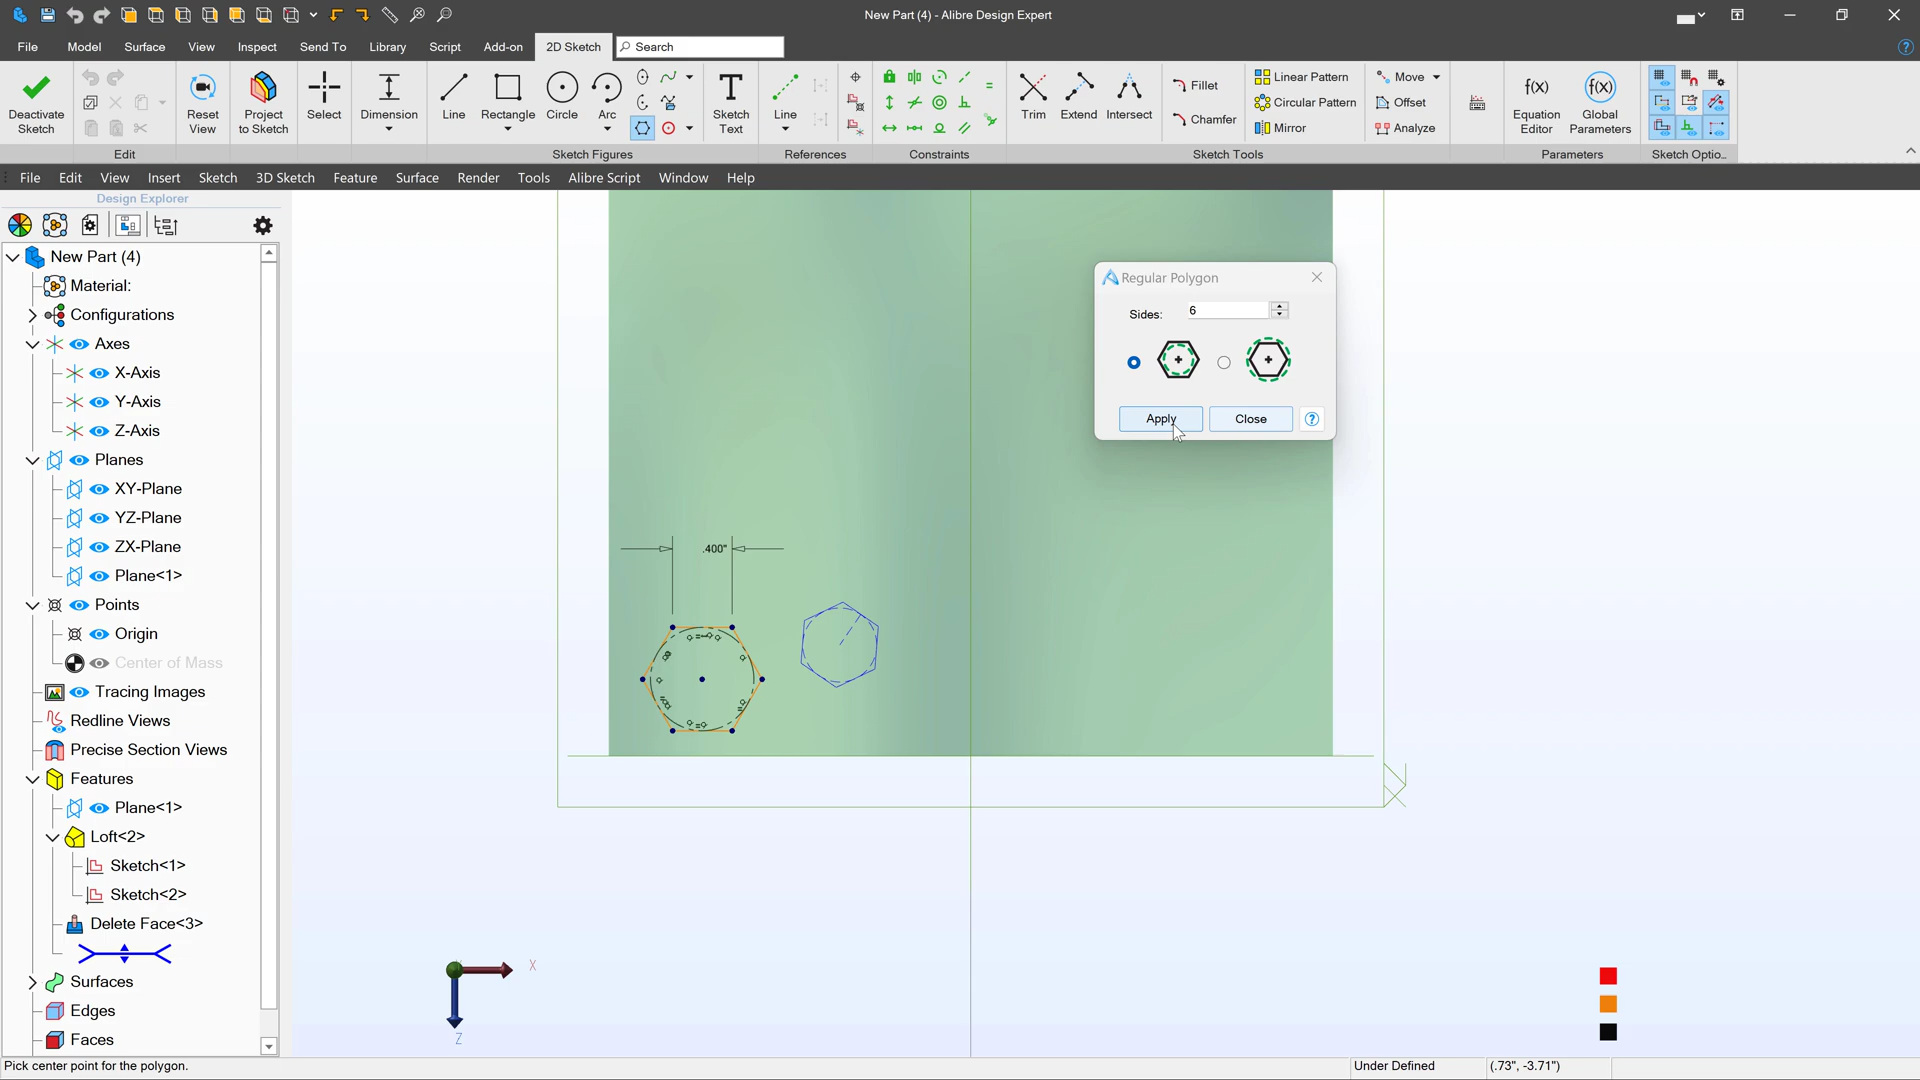 New Part (4) - Alibre Design Expert
File Model Surface View Inspect Send To Library Script Add-on 2D Sketch Search
Deactivate Sketch
Reset View
Project to Sketch
Select
Dimension
Line
Rectangle
Circle
Arc
Sketch Text
Line
Trim
Extend
Intersect
Fillet
Chamfer
Linear Pattern
Circular Pattern
Mirror
Move
Offset
Analyze
Equation Editor
Global Parameters
Edit
Sketch Figures
References
Constraints
Sketch Tools
Parameters
Sketch Optio...
File Edit View Insert Sketch 3D Sketch Feature Surface Render Tools Alibre Script Window Help
Design Explorer
New Part (4)
Material:
Configurations
Axes
X-Axis
Y-Axis
Z-Axis
Planes
XY-Plane
YZ-Plane
ZX-Plane
Plane<1>
Points
Origin
Center of Mass
Tracing Images
Redline Views
Precise Section Views
Features
Plane<1>
Loft<2>
Sketch<1>
Sketch<2>
Delete Face<3>
Surfaces
Edges
Faces
Regular Polygon
Sides: 6
Apply Close
.400"
X
Z
Pick center point for the polygon.
Under Defined
(.73", -3.71")